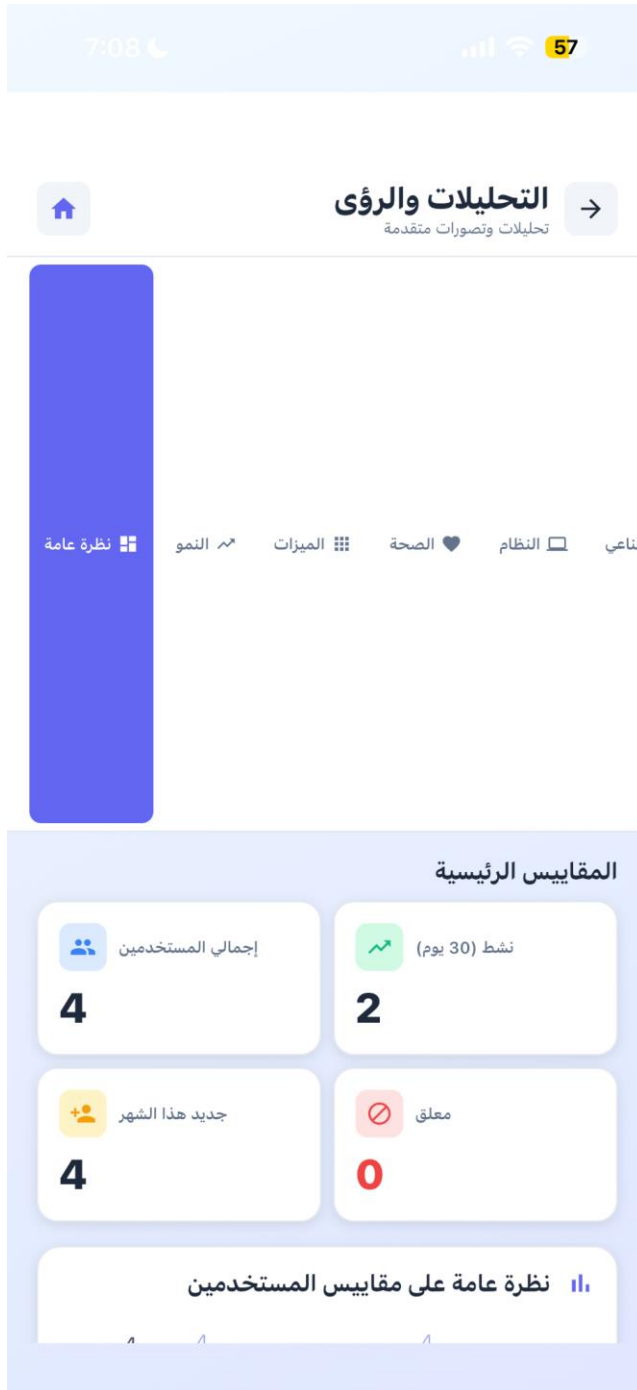 7:08
57
التحليلات والرؤى
تحليلات وتصورات متقدمة
نظرة عامة
النمو
الميزات
الصحة
النظام
المقاييس الرئيسية
نشط (30 يوم)
2
إجمالي المستخدمين
4
معلق
0
جديد هذا الشهر
4
نظرة عامة على مقاييس المستخدمين